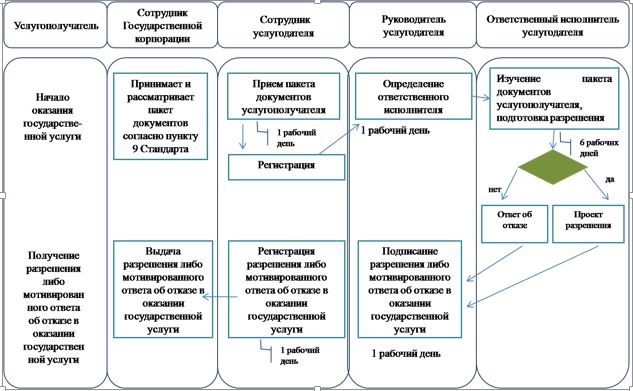 Услугополучатель
Сотрудник
Государственной
корпорации
Сотрудник
услугодателя
Руководитель
услугодателя
Ответственный исполнитель
услугодателя
Начало
оказания
государстве-
нной услуги
Принимает и
рассматривает
пакет
документов
согласно пункту
9 Стандарта
Прием пакета
документов
услугополучателя
1 рабочий
день
Регистрация
Определение
ответственного
исполнителя
1 рабочий день
Изучение пакета
документов
услугополучателя,
подготовка разрешения
6 рабочих
дней
нет
да
Ответ об
отказе
Проект
разрешения
Получение
разрешения
либо
мотивирован
ного ответа
об отказе в
оказании
государствен
ной услуги
Выдача
разрешения либо
мотивированного
ответа об отказе в
оказании
государственной
услуги
Регистрация
разрешения либо
мотивированного
ответа об отказе в
оказании
государственной
услуги
1 рабочий
день
Подписание
разрешения либо
мотивированного
ответа об отказе в
оказании
государственной
услуги
1 рабочий день